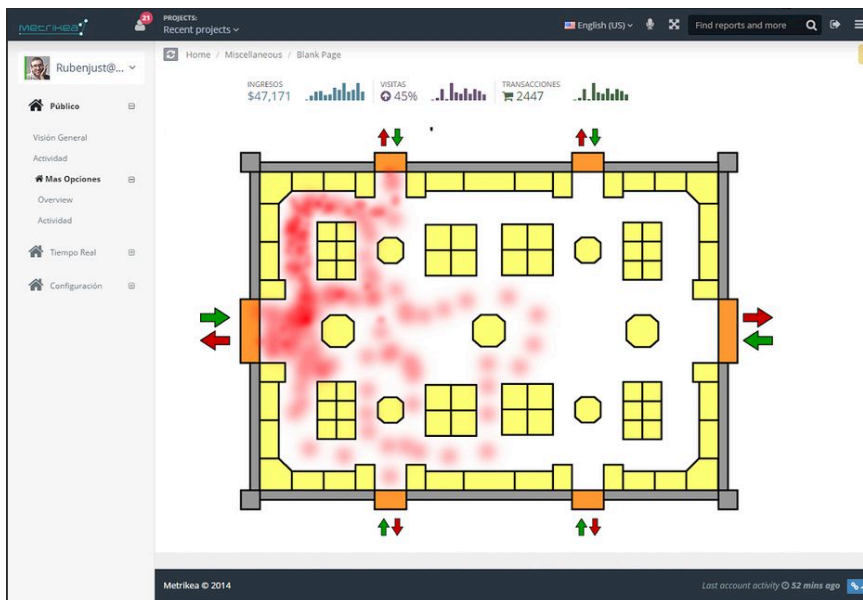 metrikea
21
PROJECTS:
Recent projects
English (US)
Find reports and more
Rubenjust@...
Home / Miscellaneous / Blank Page
INGRESOS
$47,171
VISITAS
45%
TRANSACCIONES
2447
Público
Visión General
Actividad
Mas Opciones
Overview
Actividad
Tiempo Real
Configuración
Metrikea © 2014
Last account activity 52 mins ago